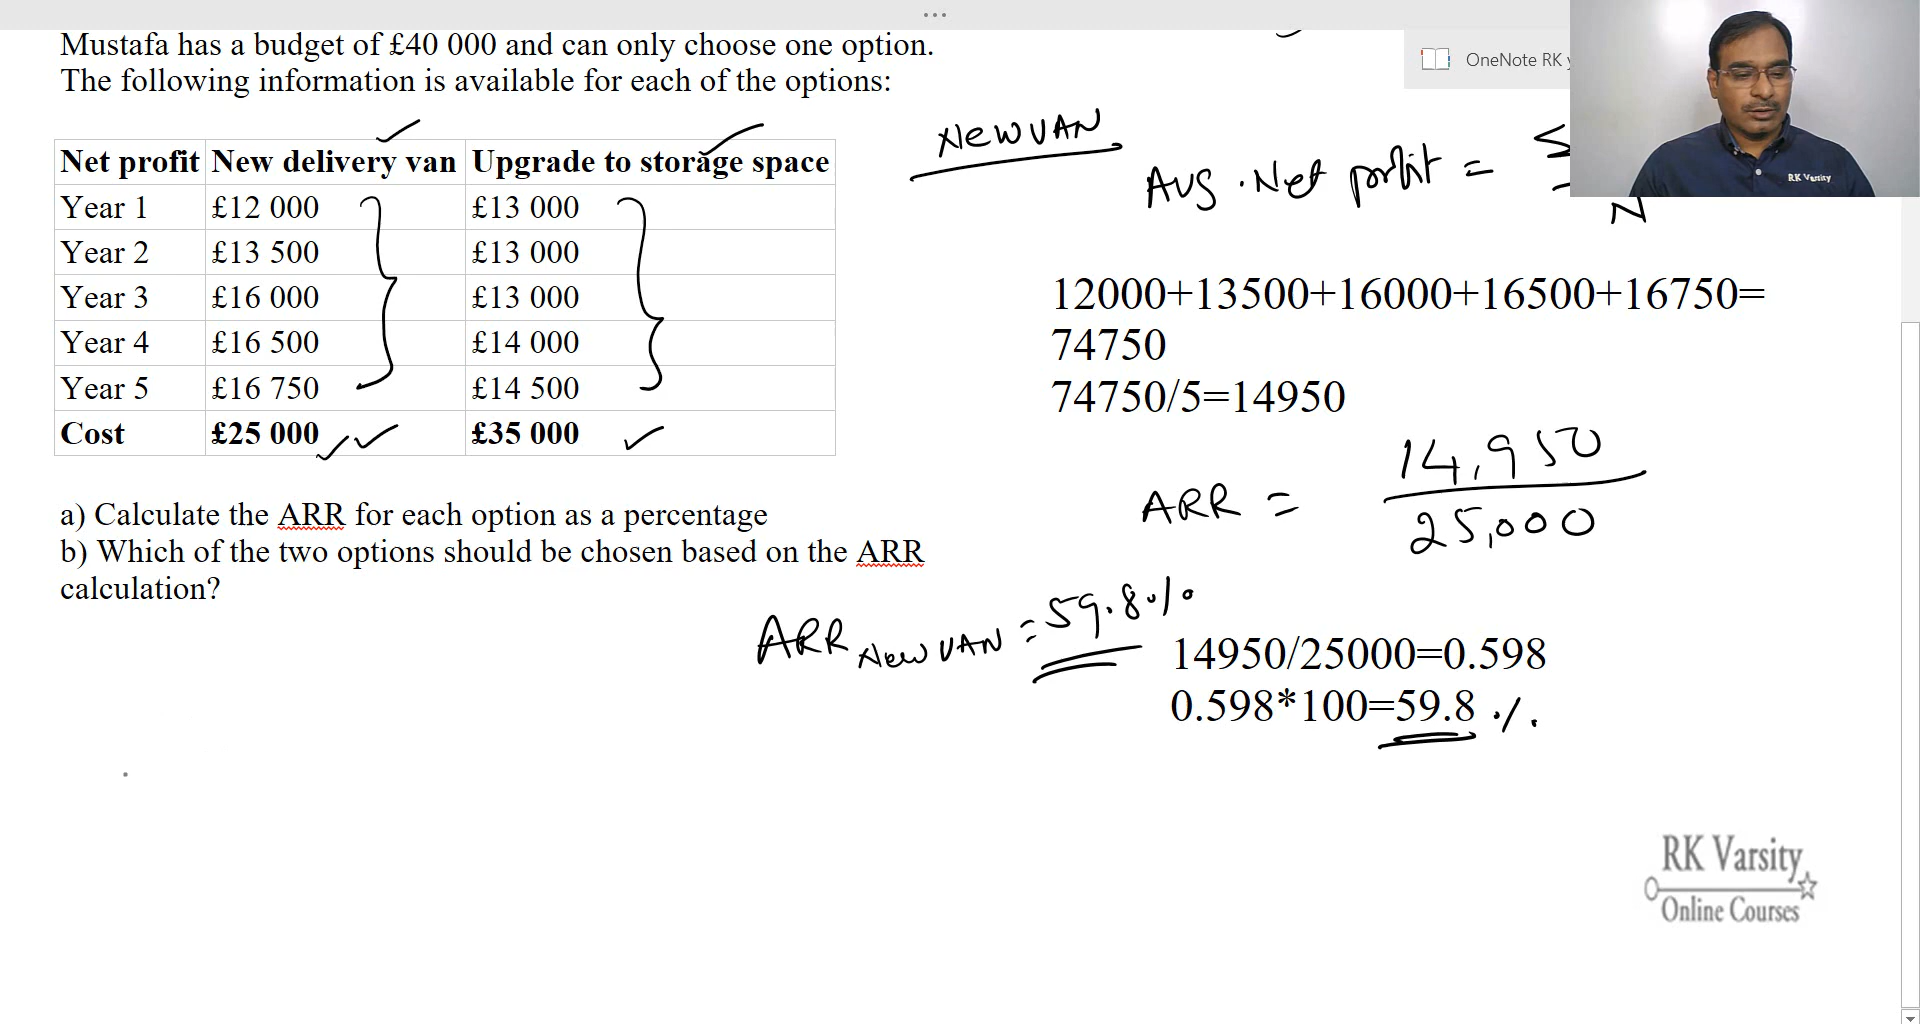 Mustafa has a budget of £40 000 and can only choose one option.
The following information is available for each of the options:
OneNote RK
RK Varsity
Net profit New delivery van Upgrade to storage space
Year 1 £12 000 £13 000
Year 2 £13 500 £13 000
Year 3 £16 000 £13 000
Year 4 £16 500 £14 000
Year 5 £16 750 £14 500
Cost £25 000 £35 000
a) Calculate the ARR for each option as a percentage
b) Which of the two options should be chosen based on the ARR
calculation?
New VAN
Avg. Net profit =
N
12000+13500+16000+16500+16750=
74750
74750/5=14950
ARR = 14,950
25,000
ARR New VAN = 59.8%
14950/25000=0.598
0.598*100=59.8 %
RK Varsity
Online Courses